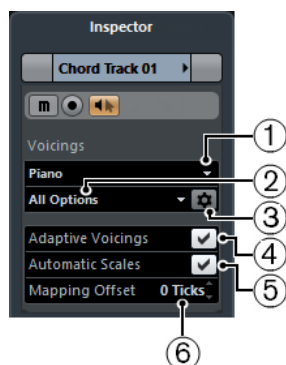 Inspector
Chord Track 01
m
Voicings
Piano
All Options
Adaptive Voicings
Automatic Scales
Mapping Offset 0 Ticks
1
2
3
4
5
6